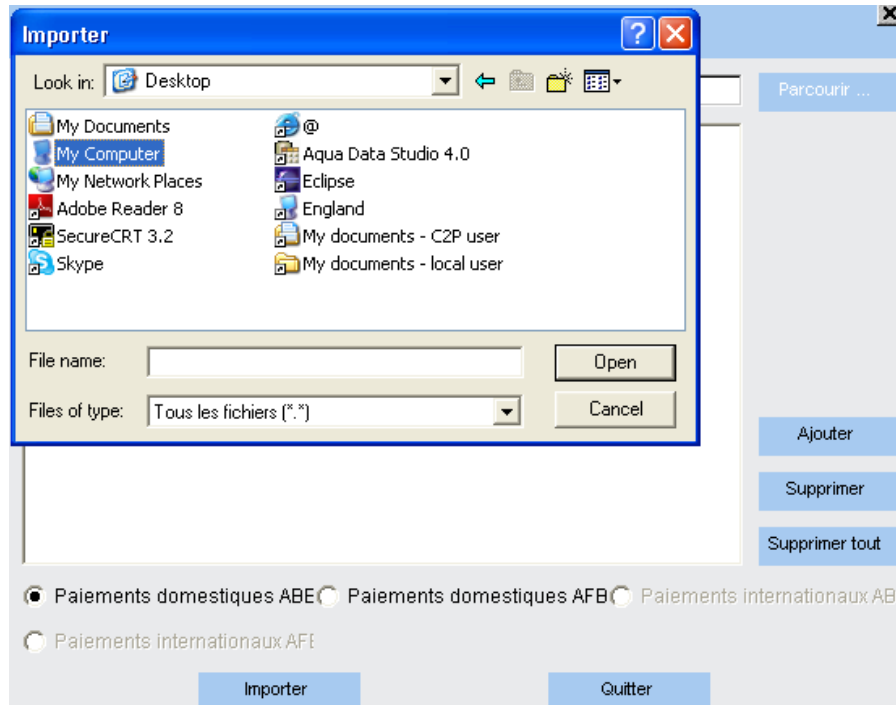 Importer
Look in: Desktop
Parcourir ...
My Documents
@
My Computer
Aqua Data Studio 4.0
My Network Places
Eclipse
Adobe Reader 8
England
SecureCRT 3.2
My documents - C2P user
Skype
My documents - local user
File name:
Open
Files of type: Tous les fichiers (*.*)
Cancel
Ajouter
Supprimer
Supprimer tout
Paiements domestiques ABE Paiements domestiques AFB Paiements internationaux AB
Paiements internationaux AFE
Importer Quitter